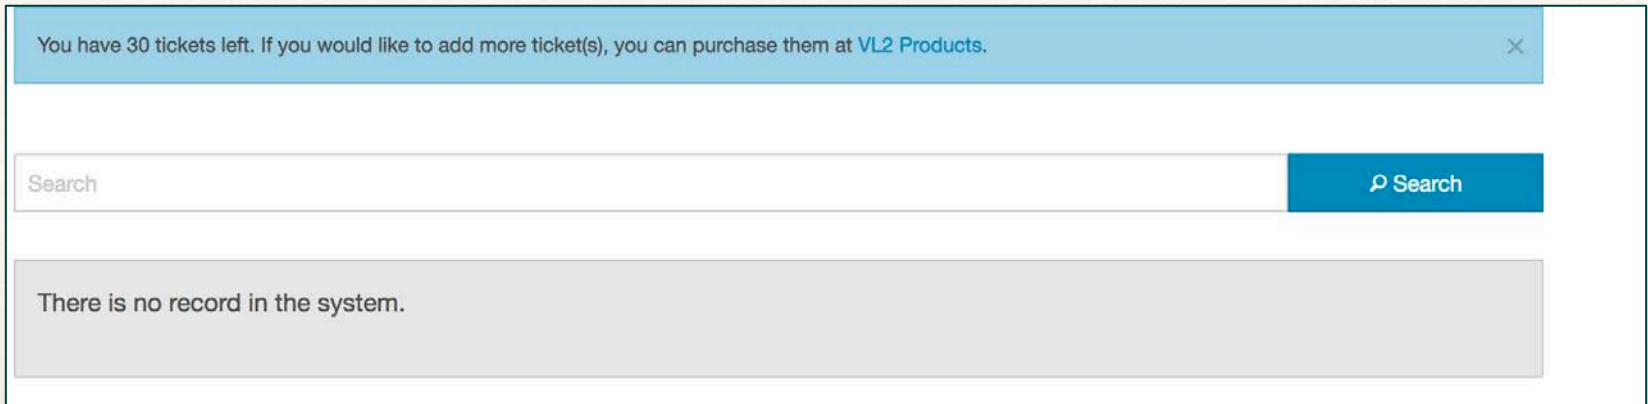 You have 30 tickets left. If you would like to add more ticket(s), you can purchase them at VL2 Products.
Search
Search
There is no record in the system.